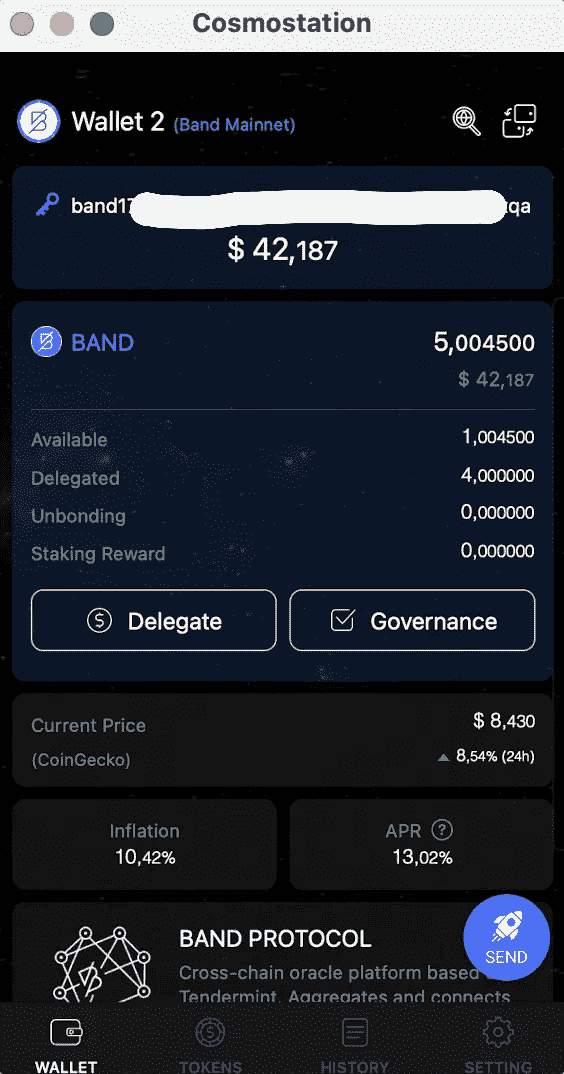 Cosmostation
Wallet 2 (Band Mainnet)
band17 qa
$ 42,187
BAND 5,004500
$ 42,187
Available 1,004500
Delegated 4,000000
Unbonding 0,000000
Staking Reward 0,000000
Delegate Governance
Current Price $ 8,430
(CoinGecko) 8,54% (24h)
Inflation APR ?
10,42% 13,02%
BAND PROTOCOL
Cross-chain oracle platform based
SEND
Tendermint. Aggregates and connects
WALLET TOKENS HISTORY SETTING